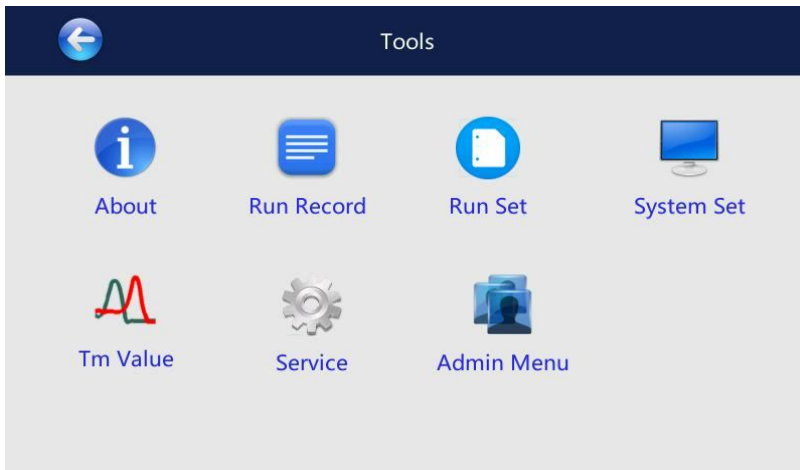 Tools
About
Run Record
Run Set
System Set
Tm Value
Service
Admin Menu